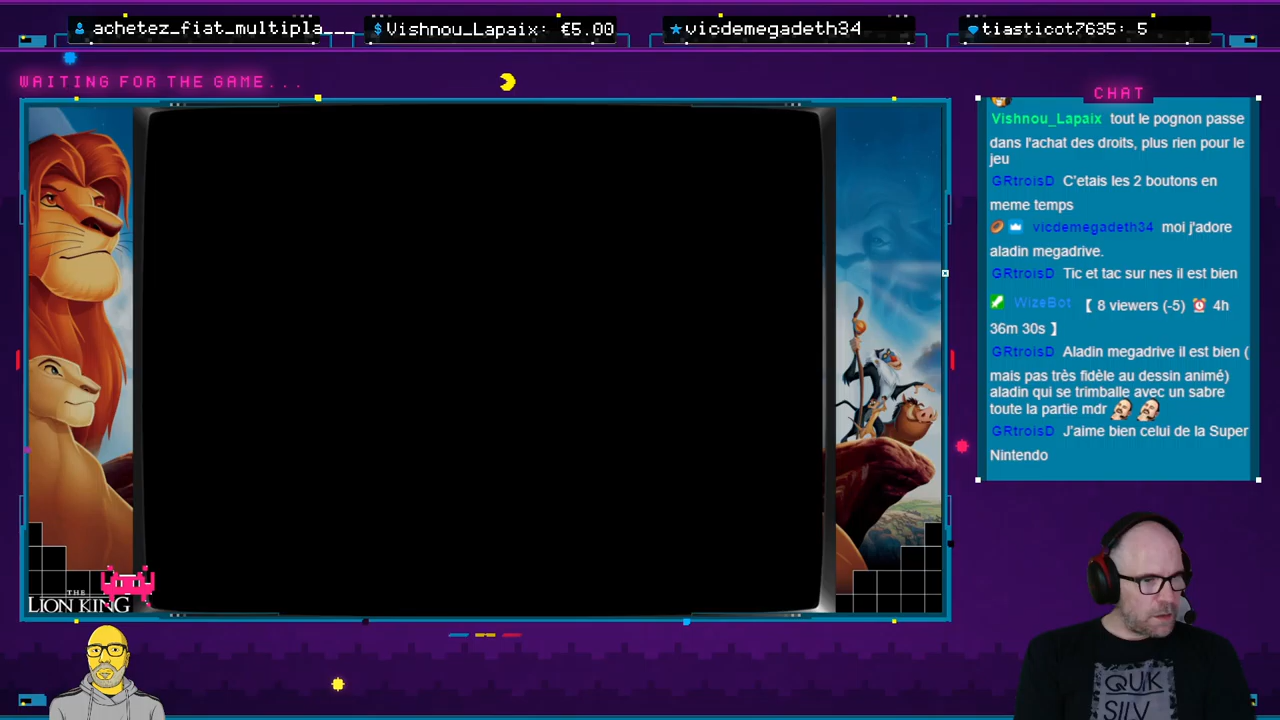 achetez_fiat_multipla___
Vishnou_Lapaix: €5.00
vicdemegadeth34
tiasticot7635: 5
WAITING FOR THE GAME...
CHAT
Vishnou_Lapaix tout le pognon passe
dans l'achat des droits, plus rien pour le
jeu
GRtroisD C'etais les 2 boutons en
meme temps
vicdemegadeth34 moi j'adore
aladin megadrive.
GRtroisD Tic et tac sur nes il est bien
WizeBot 【 8 viewers (-5) ⏰ 4h
36m 30s 】
GRtroisD Aladin megadrive il est bien (
mais pas très fidèle au dessin animé)
aladin qui se trimballe avec un sabre
toute la partie mdr
GRtroisD J'aime bien celui de la Super
Nintendo
THE
LION KING
QUIK
SILV